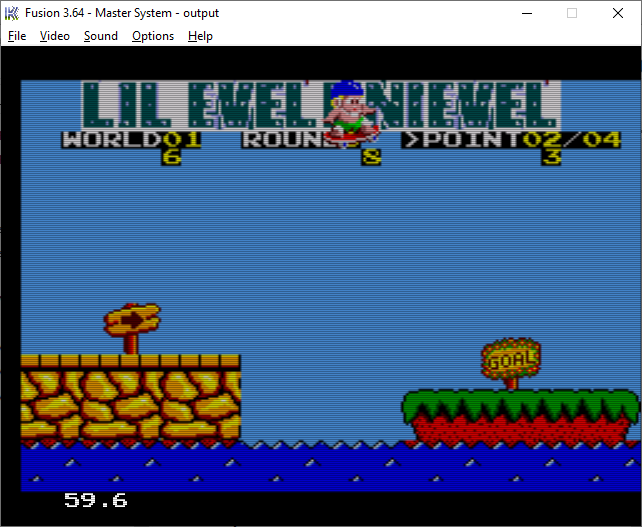 Fusion 3.64 - Master System - output
File Video Sound Options Help
LIL EVEL KNIEVEL
WORLD01 ROUND >POINT02/04
6 8 3
GOAL
59.6